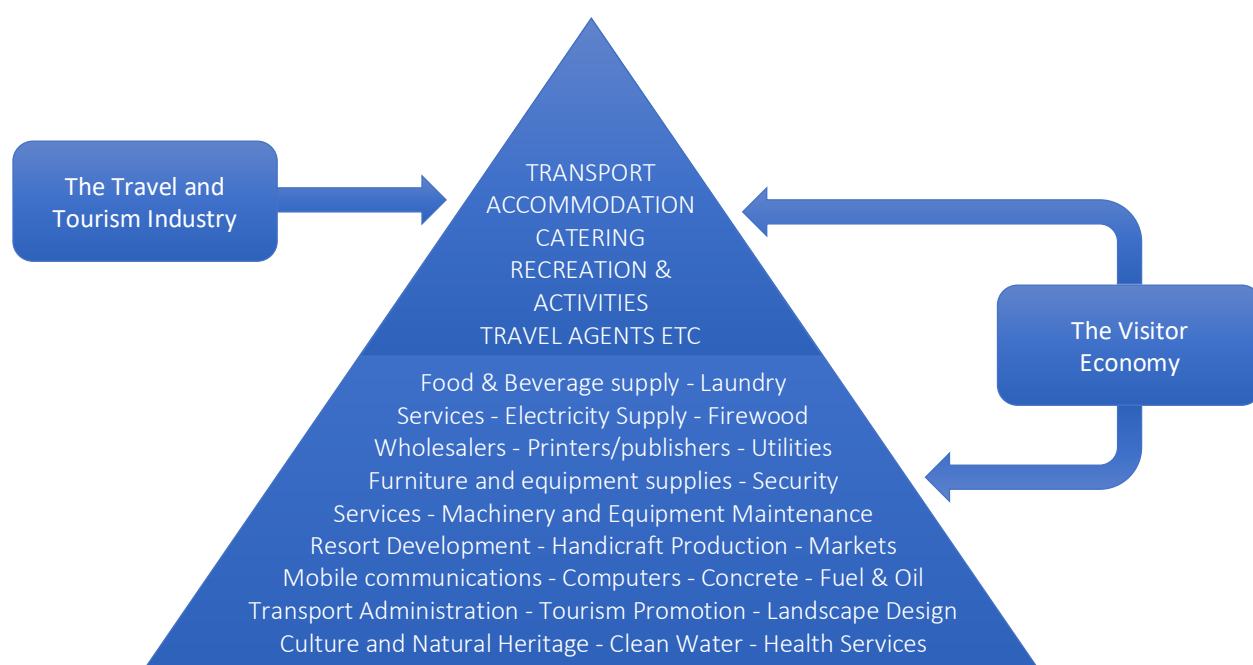 The Travel and
Tourism Industry
TRANSPORT
ACCOMMODATION
CATERING
RECREATION &
ACTIVITIES
TRAVEL AGENTS ETC
The Visitor
Economy
Food & Beverage supply - Laundry
Services - Electricity Supply - Firewood
Wholesalers - Printers/publishers - Utilities
Furniture and equipment supplies - Security
Services - Machinery and Equipment Maintenance
Resort Development - Handicraft Production - Markets
Mobile communications - Computers - Concrete - Fuel & Oil
Transport Administration - Tourism Promotion - Landscape Design
Culture and Natural Heritage - Clean Water - Health Services